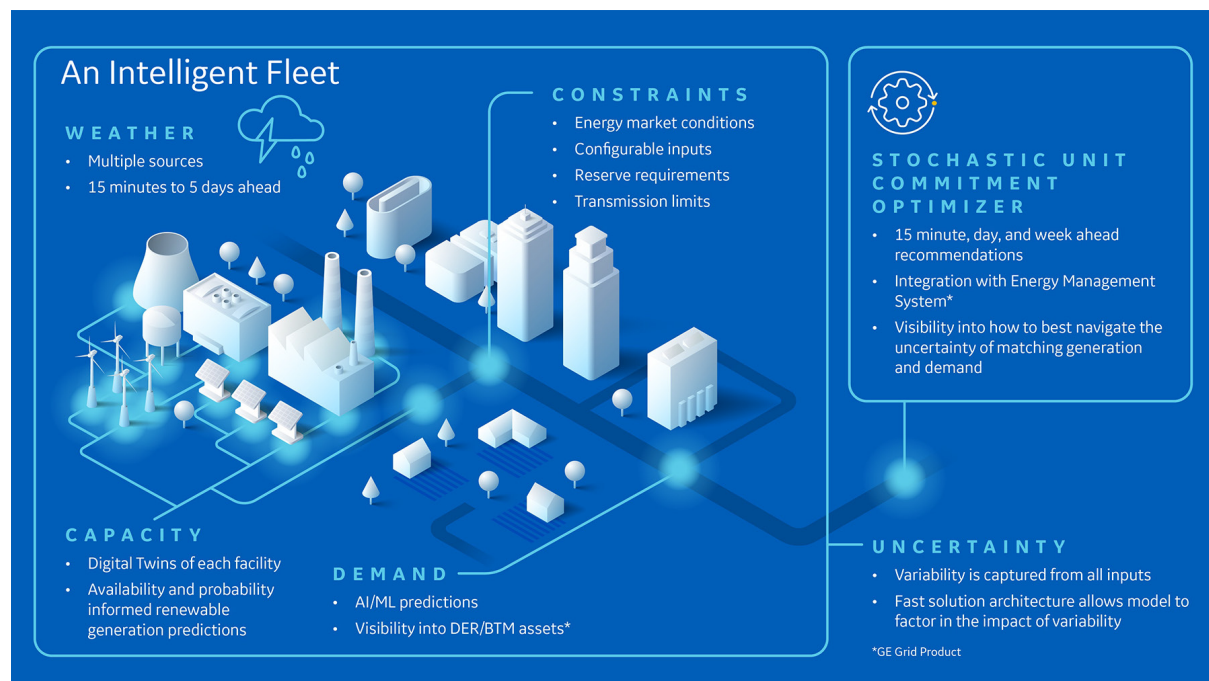 An Intelligent Fleet
WEATHER
• Multiple sources
• 15 minutes to 5 days ahead
CONSTRAINTS
• Energy market conditions
• Configurable inputs
• Reserve requirements
• Transmission limits
CAPACITY
• Digital Twins of each facility
• Availability and probability
informed renewable
generation predictions
DEMAND
• AI/ML predictions
• Visibility into DER/BTM assets*
STOCHASTIC UNIT
COMMITMENT
OPTIMIZER
• 15 minute, day, and week ahead
recommendations
• Integration with Energy Management
System*
• Visibility into how to best navigate the
uncertainty of matching generation
and demand
UNCERTAINTY
• Variability is captured from all inputs
• Fast solution architecture allows model to
factor in the impact of variability
*GE Grid Product